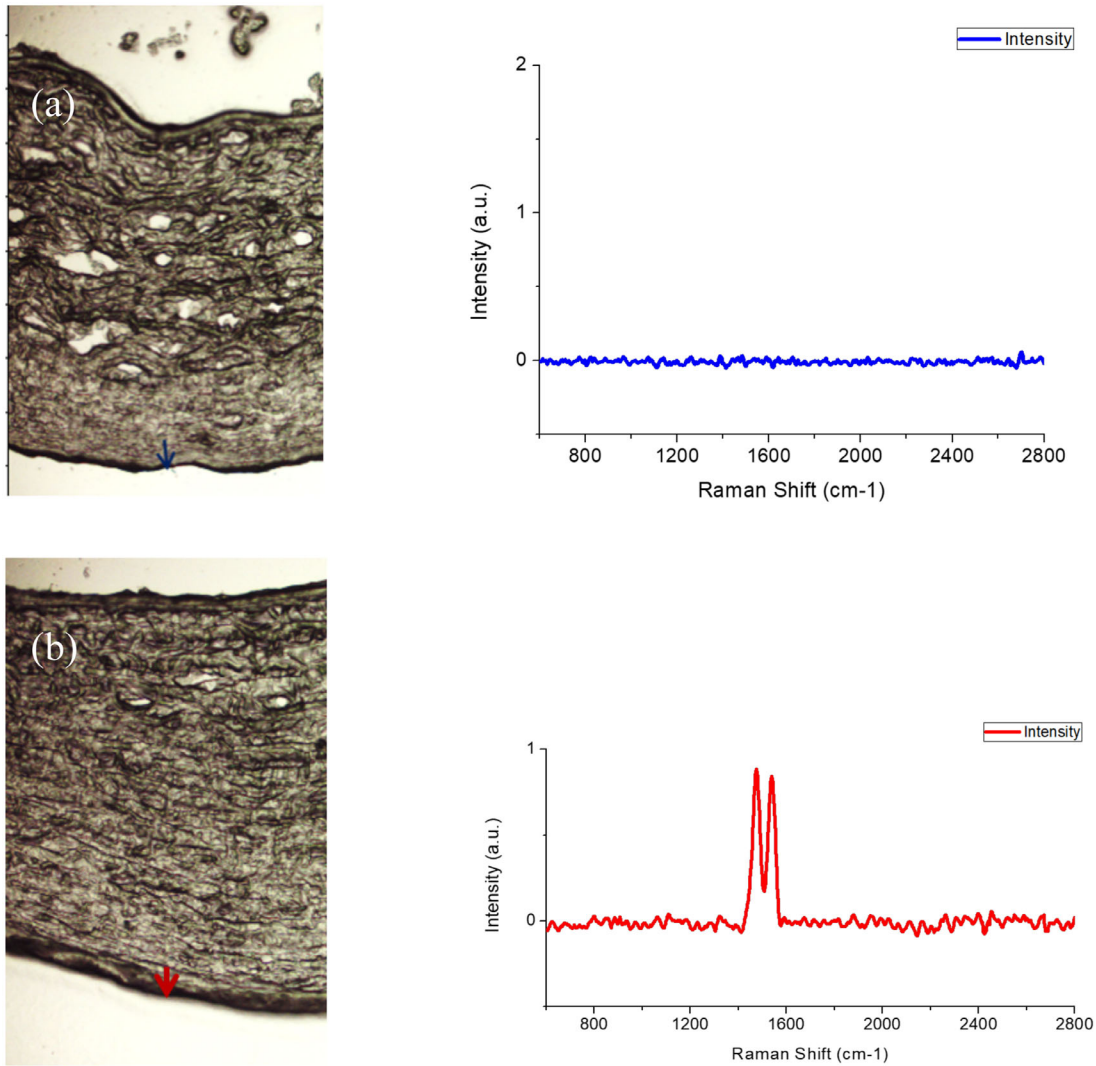 (a)
Intensity
2
1
0
Intensity (a.u.)
800 1200 1600 2000 2400 2800
Raman Shift (cm-1)
(b)
Intensity
1
0
Intensity (a.u.)
800 1200 1600 2000 2400 2800
Raman Shift (cm-1)